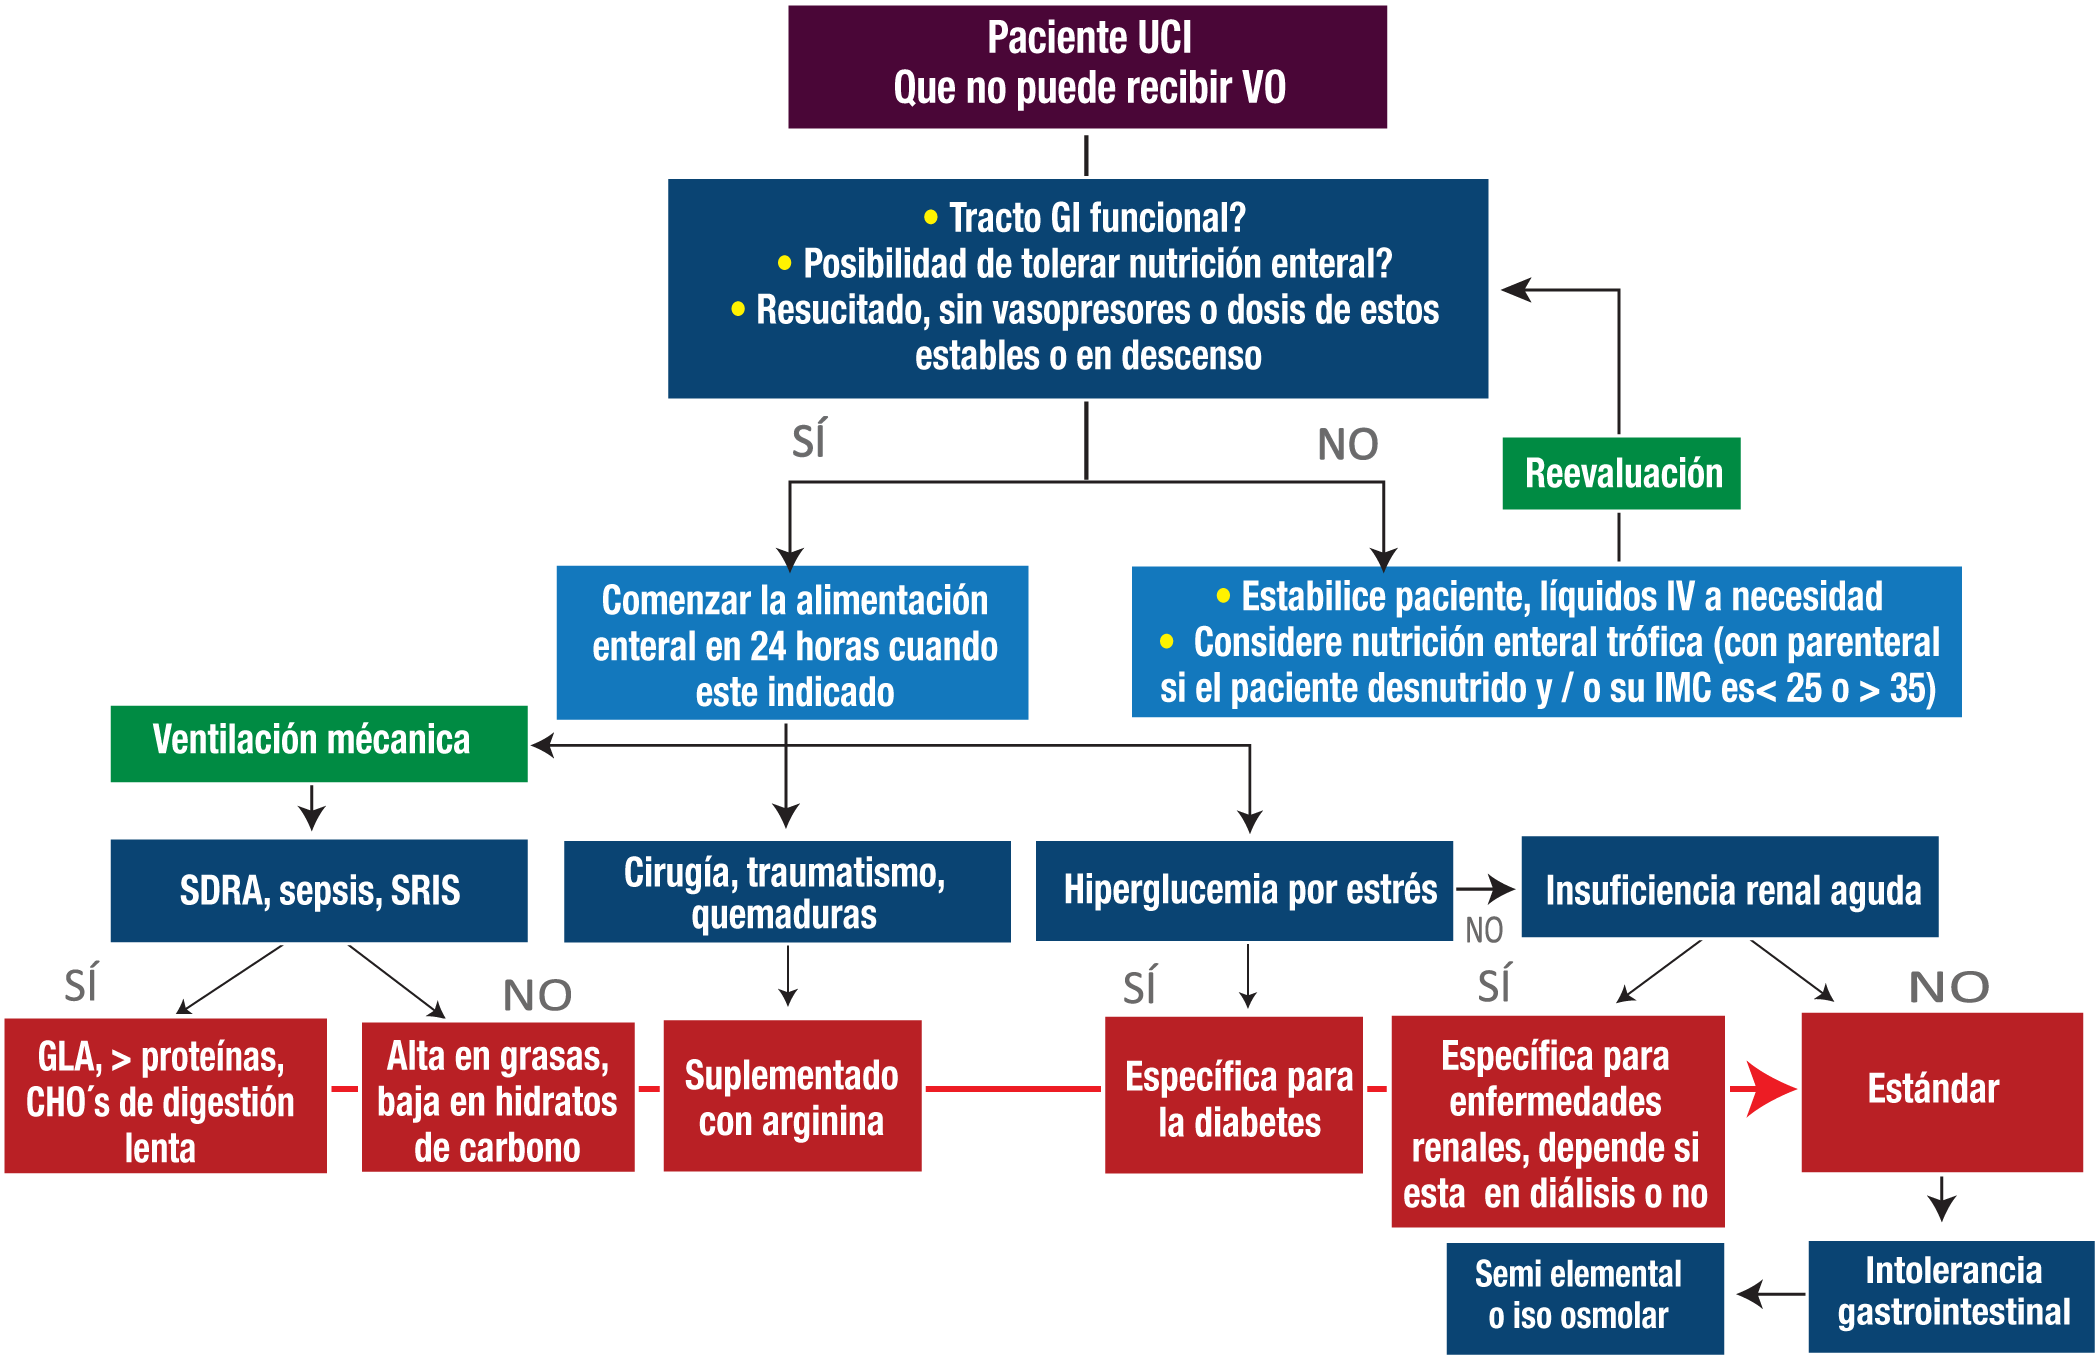 Paciente UCI
Que no puede recibir VO
• Tracto GI funcional?
• Posibilidad de tolerar nutrición enteral?
• Resucitado, sin vasopresores o dosis de estos
estables o en descenso
SÍ
NO
Reevaluación
Comenzar la alimentación
enteral en 24 horas cuando
este indicado
• Estabilice paciente, líquidos IV a necesidad
• Considere nutrición enteral trófica (con parenteral
si el paciente desnutrido y / o su IMC es< 25 o > 35)
Ventilación mécanica
SDRA, sepsis, SRIS
Cirugía, traumatismo,
quemaduras
Hiperglucemia por estrés
NO
Insuficiencia renal aguda
SÍ
NO
SÍ
SÍ
NO
GLA, > proteínas,
CHO´s de digestión
lenta
Alta en grasas,
baja en hidratos
de carbono
Suplementado
con arginina
Específica para
la diabetes
Específica para
enfermedades
renales, depende si
esta en diálisis o no
Estándar
Semi elemental
o iso osmolar
Intolerancia
gastrointestinal